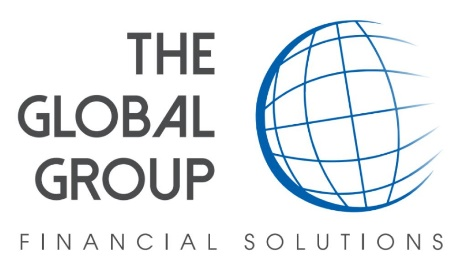 THE
GLOBAL
GROUP
FINANCIAL SOLUTIONS